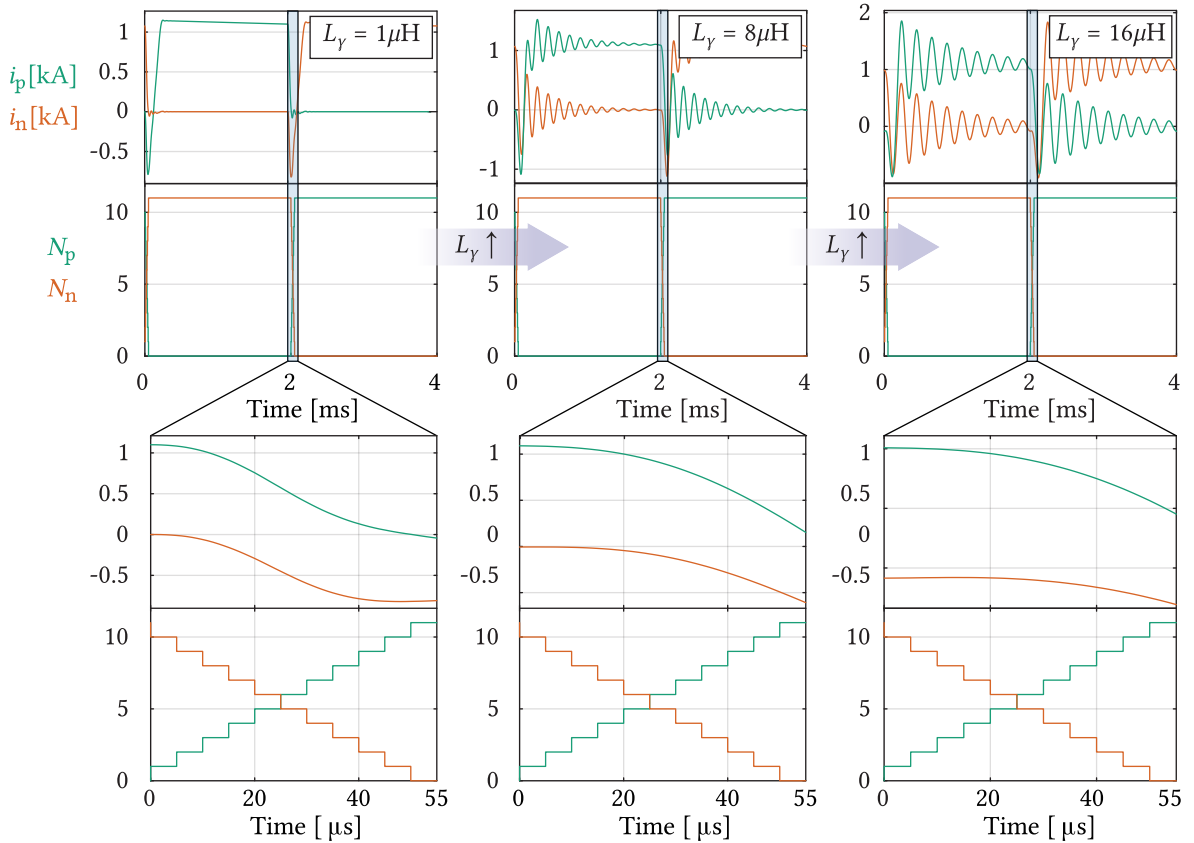 L_γ = 1μH
L_γ = 8μH
L_γ = 16μH
i_p[kA]
i_n[kA]
1
0.5
0
-0.5
1
0
-1
2
1
0
N_p
N_n
10
5
0
10
5
0
10
5
0
L_γ ↑
L_γ ↑
0 2 4
0 2 4
0 2 4
Time [ms]
Time [ms]
Time [ms]
1
0.5
0
-0.5
1
0.5
0
-0.5
1
0.5
0
-0.5
10
5
0
10
5
0
10
5
0
0 20 40 55
0 20 40 55
0 20 40 55
Time [ μs]
Time [ μs]
Time [ μs]